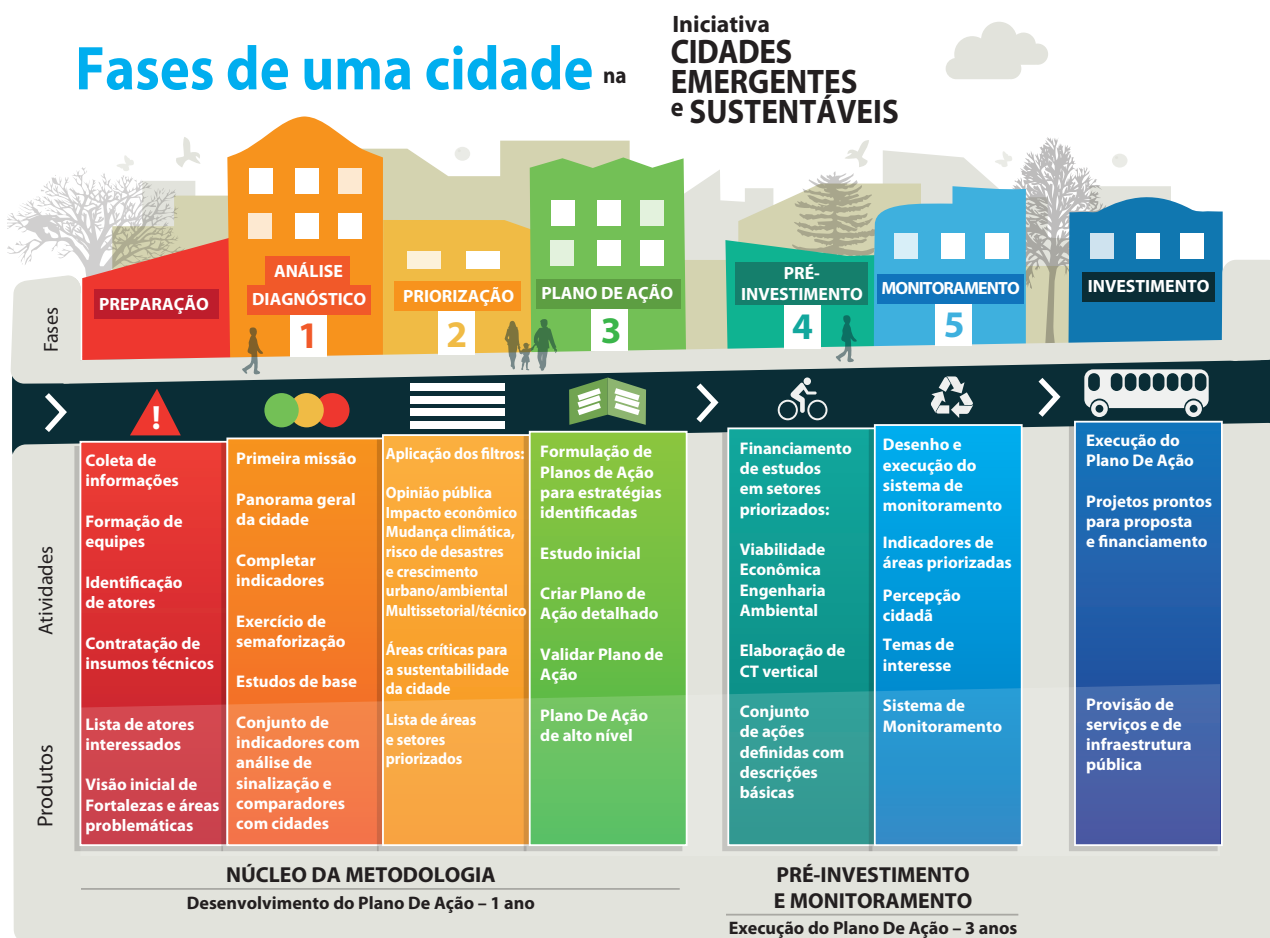 Fases de uma cidade na
Iniciativa
CIDADES
EMERGENTES
e SUSTENTÁVEIS
Fases
PREPARAÇÃO
ANÁLISE
DIAGNÓSTICO
1
PRIORIZAÇÃO
2
PLANO DE AÇÃO
3
PRÉ-
INVESTIMENTO
4
MONITORAMENTO
5
INVESTIMENTO
!
Atividades
Coleta de
informações
Formação de
equipes
Identificação
de atores
Contratação de
insumos técnicos
Primeira missão
Panorama geral
da cidade
Completar
indicadores
Exercício de
semaforização
Estudos de base
Aplicação dos filtros:
Opinião pública
Impacto econômico
Mudança climática,
risco de desastres
e crescimento
urbano/ambiental
Multissetorial/técnico
Áreas críticas para
a sustentabilidade
da cidade
Formulação de
Planos de Ação
para estratégias
identificadas
Estudo inicial
Criar Plano de
Ação detalhado
Validar Plano de
Ação
Financiamento
de estudos
em setores
priorizados:
Viabilidade
Econômica
Engenharia
Ambiental
Elaboração de
CT vertical
Desenho e
execução do
sistema de
monitoramento
Indicadores de
áreas priorizadas
Percepção
cidadã
Temas de
interesse
Execução do
Plano De Ação
Projetos prontos
para proposta
e financiamento
Produtos
Lista de atores
interessados
Visão inicial de
Fortalezas e áreas
problemáticas
Conjunto de
indicadores com
análise de
sinalização e
comparadores
com cidades
Lista de áreas
e setores
priorizados
Plano De Ação
de alto nível
Conjunto
de ações
definidas com
descrições
básicas
Sistema de
Monitoramento
Provisão de
serviços e de
infraestrutura
pública
NÚCLEO DA METODOLOGIA
Desenvolvimento do Plano De Ação – 1 ano
PRÉ-INVESTIMENTO
E MONITORAMENTO
Execução do Plano De Ação – 3 anos